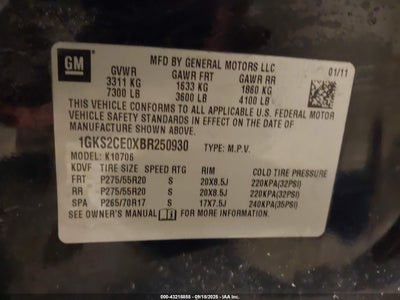 GM
MFD BY GENERAL MOTORS LLC
01/11
GVWR GAWR FRT GAWR RR
3311 KG 1633 KG 1860 KG
7300 LB 3600 LB 4100 LB
THIS VEHICLE CONFORMS TO ALL APPLICABLE U.S. FEDERAL MOTOR
VEHICLE SAFETY STANDARDS IN EFFECT ON THE DATE OF
MANUFACTURE SHOWN ABOVE.
1GKS2CE0XBR250930 TYPE: M.P.V.
MODEL: K10706
KDVF TIRE SIZE SPEED RTG RIM COLD TIRE PRESSURE
FRT P275/55R20 S 20X8.5J 220KPA(32PSI)
RR P275/55R20 S 20X8.5J 220KPA(32PSI)
SPA P265/70R17 S 17X7.5J 240KPA(35PSI)
SEE OWNER'S MANUAL FOR MORE INFORMATION.
000-43218855 - 09/18/2025 - IAA Inc.